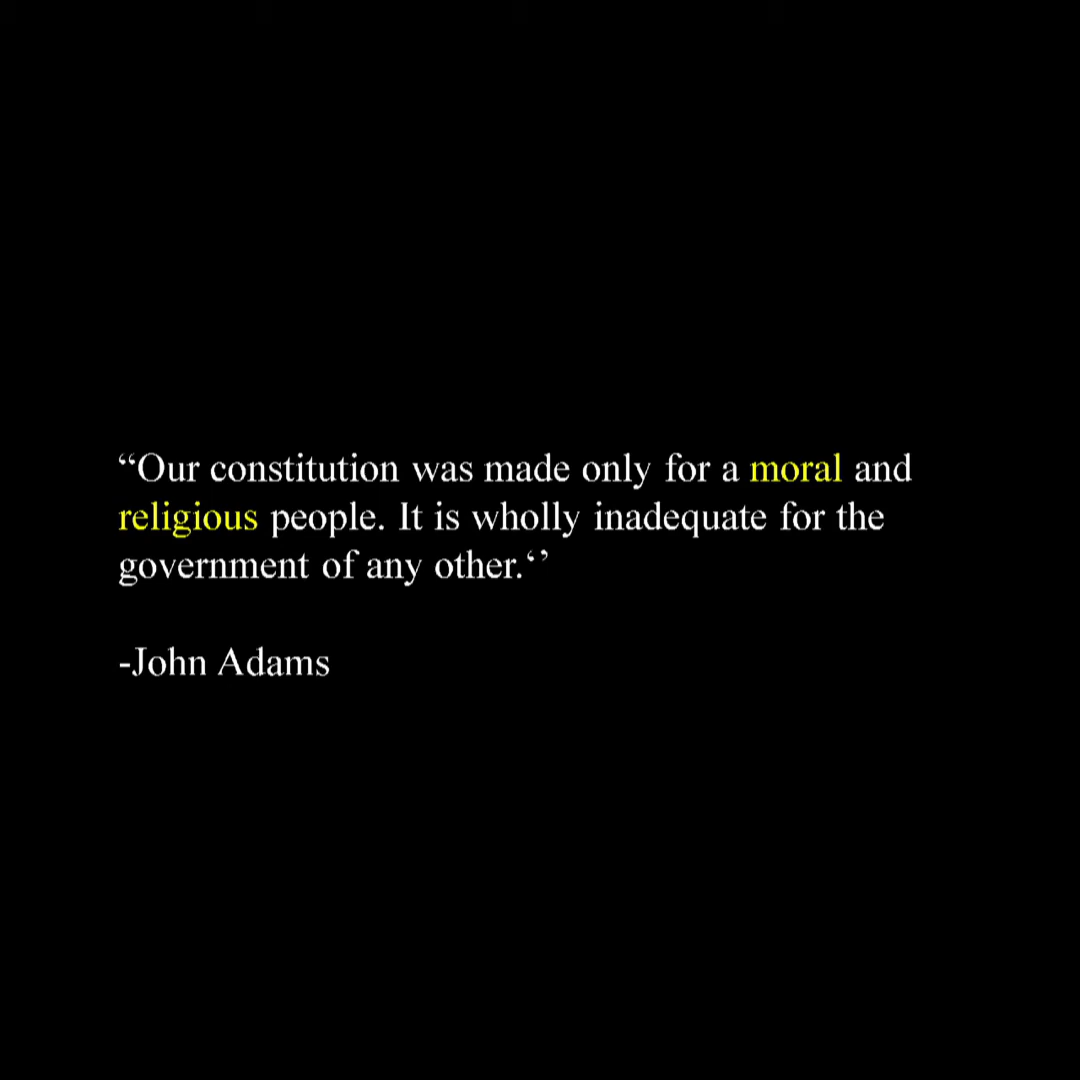 “Our constitution was made only for a moral and
religious people. It is wholly inadequate for the
government of any other.‘’
-John Adams